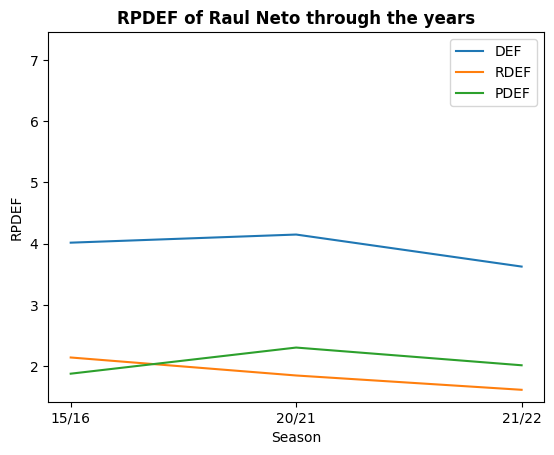 RPDEF of Raul Neto through the years
DEF
RDEF
PDEF
7
6
5
4
3
2
RPDEF
15/16
20/21
21/22
Season